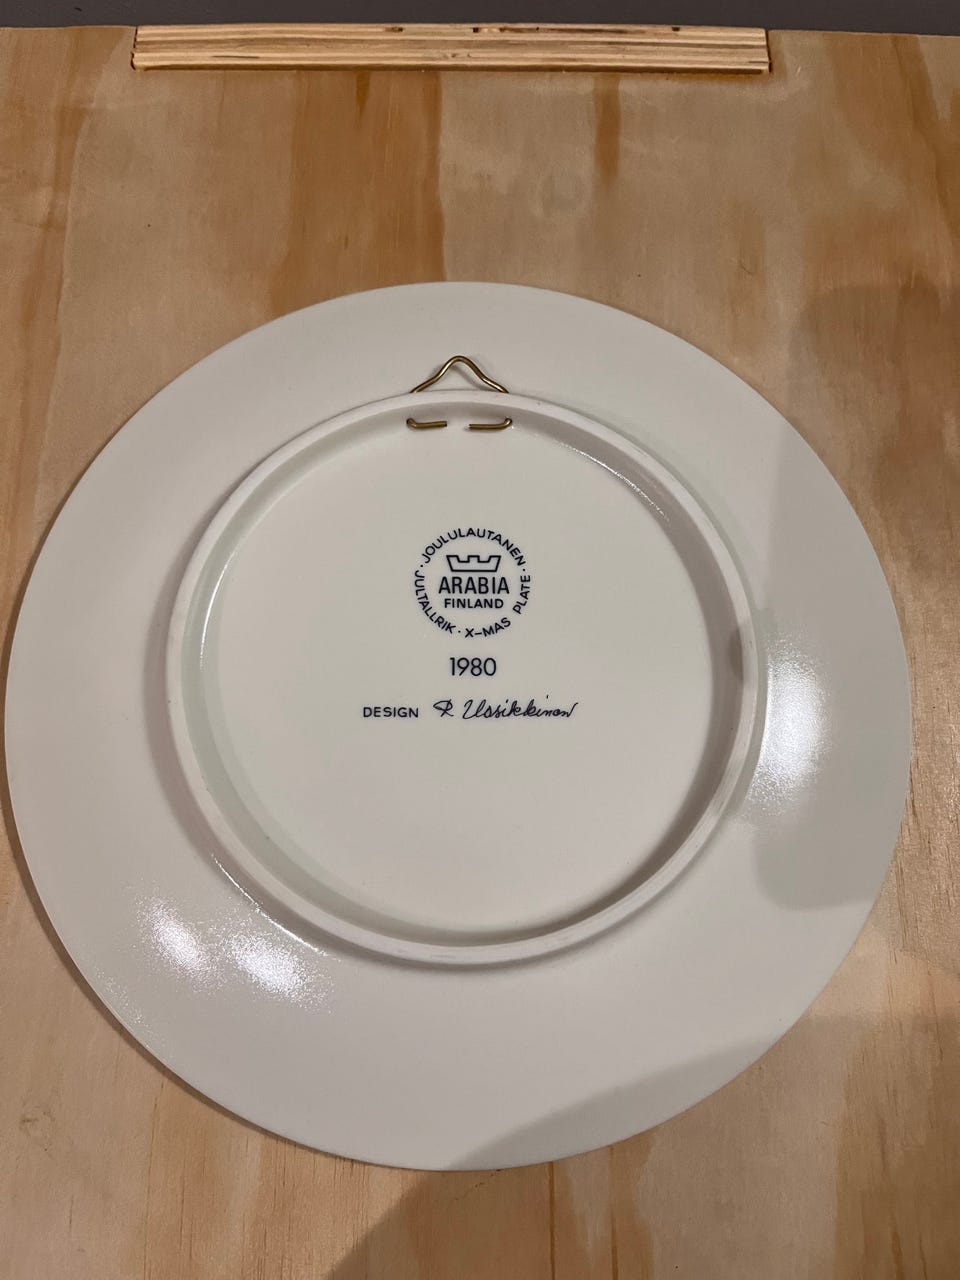 JOULULAUTANEN · X-MAS PLATE · JULTALLRIK ·
ARABIA
FINLAND
1980
DESIGN R. Uosikkinen